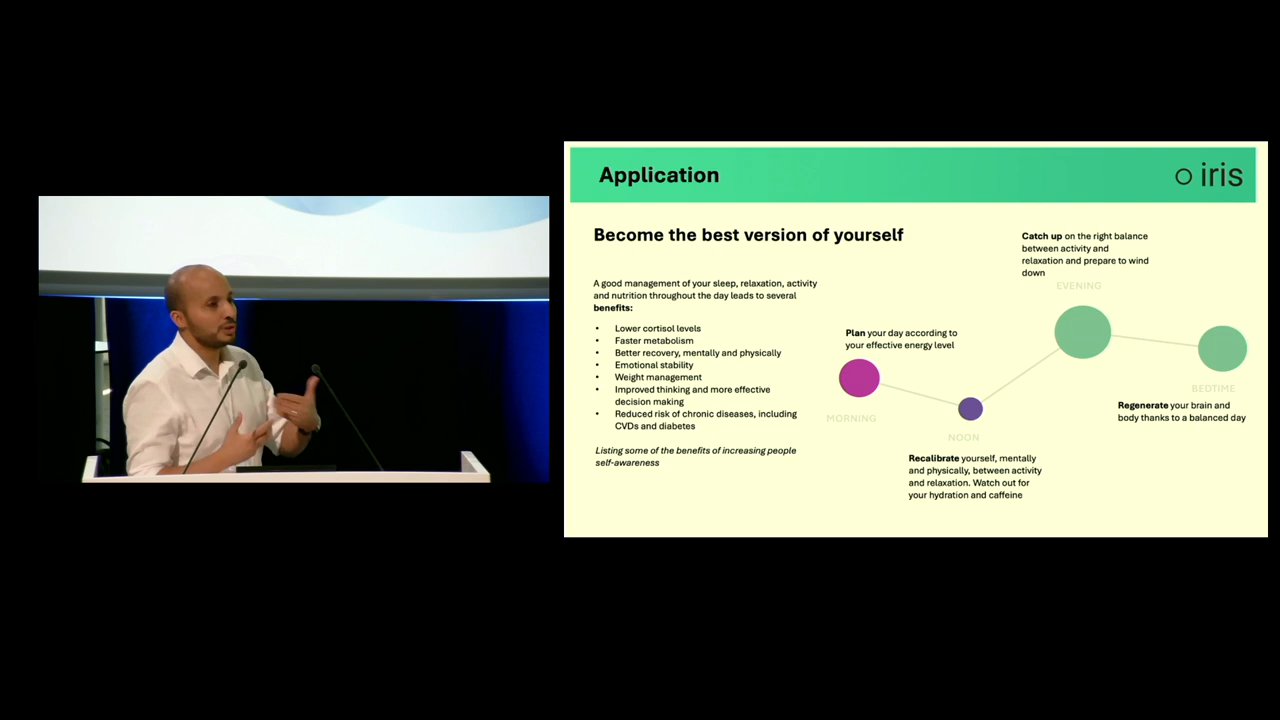 Application
iris
Become the best version of yourself
A good management of your sleep, relaxation, activity
and nutrition throughout the day leads to several
benefits:
• Lower cortisol levels
• Faster metabolism
• Better recovery, mentally and physically
• Emotional stability
• Weight management
• Improved thinking and more effective
decision making
• Reduced risk of chronic diseases, including
CVDs and diabetes
Listing some of the benefits of increasing people
self-awareness
Plan your day according to
your effective energy level
MORNING
NOON
Recalibrate yourself, mentally
and physically, between activity
and relaxation. Watch out for
your hydration and caffeine
Catch up on the right balance
between activity and
relaxation and prepare to wind
down
EVENING
BEDTIME
Regenerate your brain and
body thanks to a balanced day